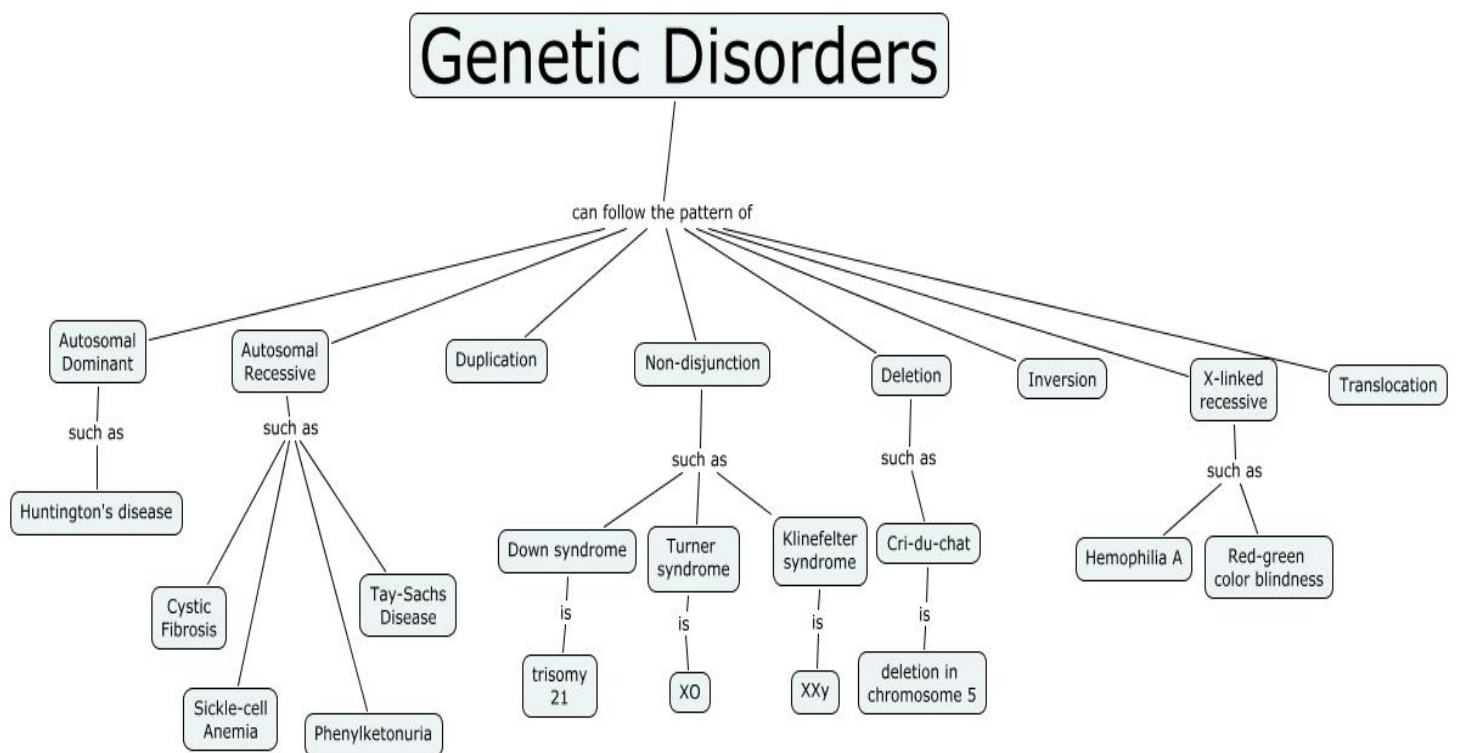 Genetic Disorders
can follow the pattern of
Autosomal
Dominant
Autosomal
Recessive
Duplication
Non-disjunction
Deletion
Inversion
X-linked
recessive
Translocation
such as
such as
such as
such as
such as
Huntington's disease
Down syndrome
Turner
syndrome
Klinefelter
syndrome
Cri-du-chat
Hemophilia A
Red-green
color blindness
Cystic
Fibrosis
Tay-Sachs
Disease
is
is
is
is
trisomy
21
XO
XXy
deletion in
chromosome 5
Sickle-cell
Anemia
Phenylketonuria